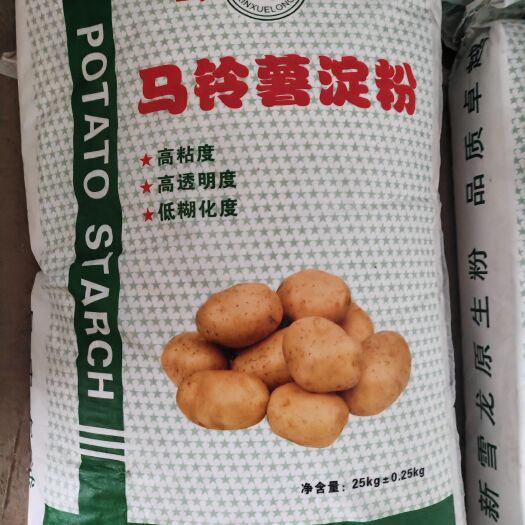 XINXUELONG
马铃薯淀粉
★高粘度
★高透明度
★低糊化度
POTATO STARCH
净含量：25kg±0.25kg
新雪龙原生粉 品质卓越